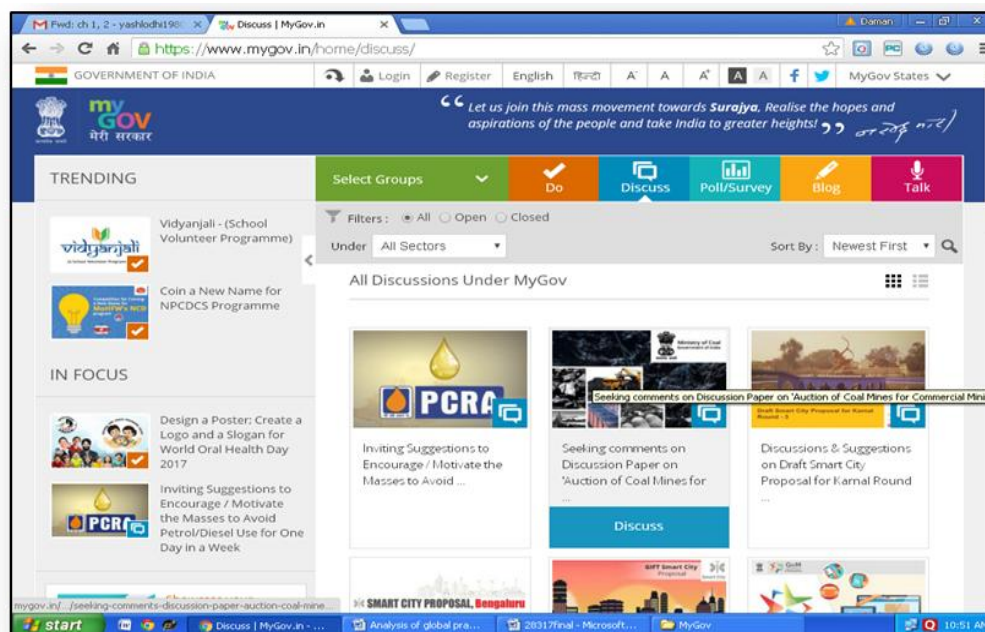 Fwd: ch 1, 2 - yashlodhi198
Discuss | MyGov.in
Daman
https://www.mygov.in/home/discuss/
GOVERNMENT OF INDIA
Login
Register
English
हिन्दी
A-
A
A+
A
A
MyGov States
my
GOV
मेरी सरकार
Let us join this mass movement towards Surajya, Realise the hopes and
aspirations of the people and take India to greater heights!
TRENDING
Vidyanjali - (School
Volunteer Programme)
vidyanjali
Coin a New Name for
NPCDCS Programme
IN FOCUS
Design a Poster: Create a
Logo and a Slogan for
World Oral Health Day
2017
PCRA
Inviting Suggestions to
Encourage / Motivate
the Masses to Avoid
Petrol/Diesel Use for One
Day in a Week
Select Groups
Do
Discuss
Poll/Survey
Blog
Talk
Filters :
All
Open
Closed
Under
All Sectors
Sort By :
Newest First
All Discussions Under MyGov
PCRA
Inviting Suggestions to
Encourage / Motivate the
Masses to Avoid ...
Ministry of Coal
Government of India
Seeking comments on Discussion Paper on 'Auction of Coal Mines for Commercial Mini
Seeking comments on
Discussion Paper on
'Auction of Coal Mines for
...
Discuss
Draft Smart City Proposal for Karnal
Round - 3
Discussions & Suggestions
on Draft Smart City
Proposal for Karnal Round
...
SMART CITY PROPOSAL, Bengaluru
GIFT Smart City
Proposal
mygov.in/.../seeking-comments-discussion-paper-auction-coal-mine...
start
Discuss | MyGov.in - ...
Analysis of global pra...
28317final - Microsoft...
MyGov
10:51 AM